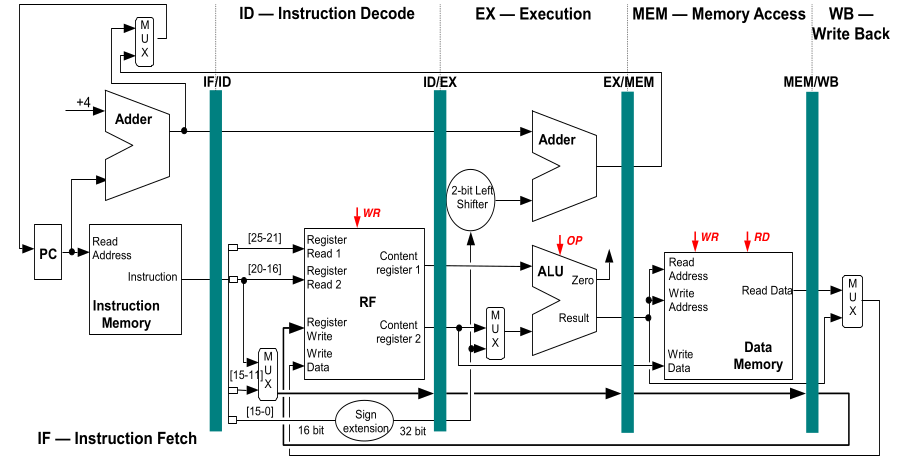 ID — Instruction Decode
EX — Execution
MEM — Memory Access
WB —
Write Back
M
U
X
IF/ID
ID/EX
EX/MEM
MEM/WB
+4
Adder
Adder
2-bit Left
Shifter
PC
Read
Address
Instruction
Instruction
Memory
[25-21]
[20-16]
[15-11]
[15-0]
WR
Register
Read 1
Register
Read 2
RF
Register
Write
Write
Data
Content
register 1
Content
register 2
M
U
X
16 bit
Sign
extension
32 bit
M
U
X
OP
ALU
Zero
Result
WR
RD
Read
Address
Write
Address
Read Data
Write
Data
Data
Memory
M
U
X
IF — Instruction Fetch